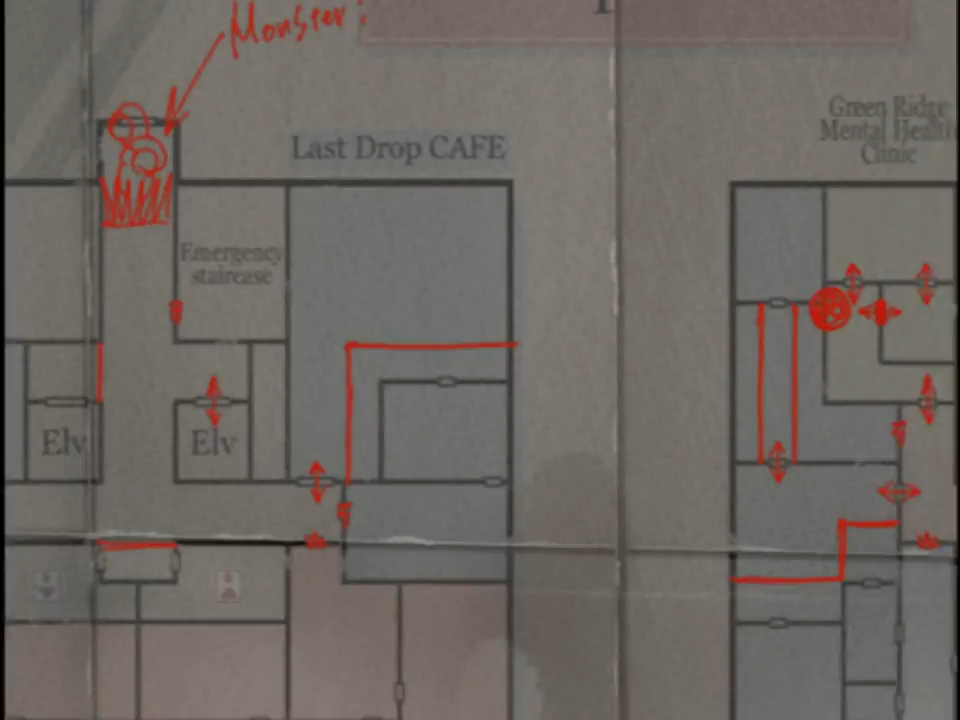 Monster!
Last Drop CAFE
Green Ridge
Mental Health
Clinic
Emergency
staircase
Elv
Elv